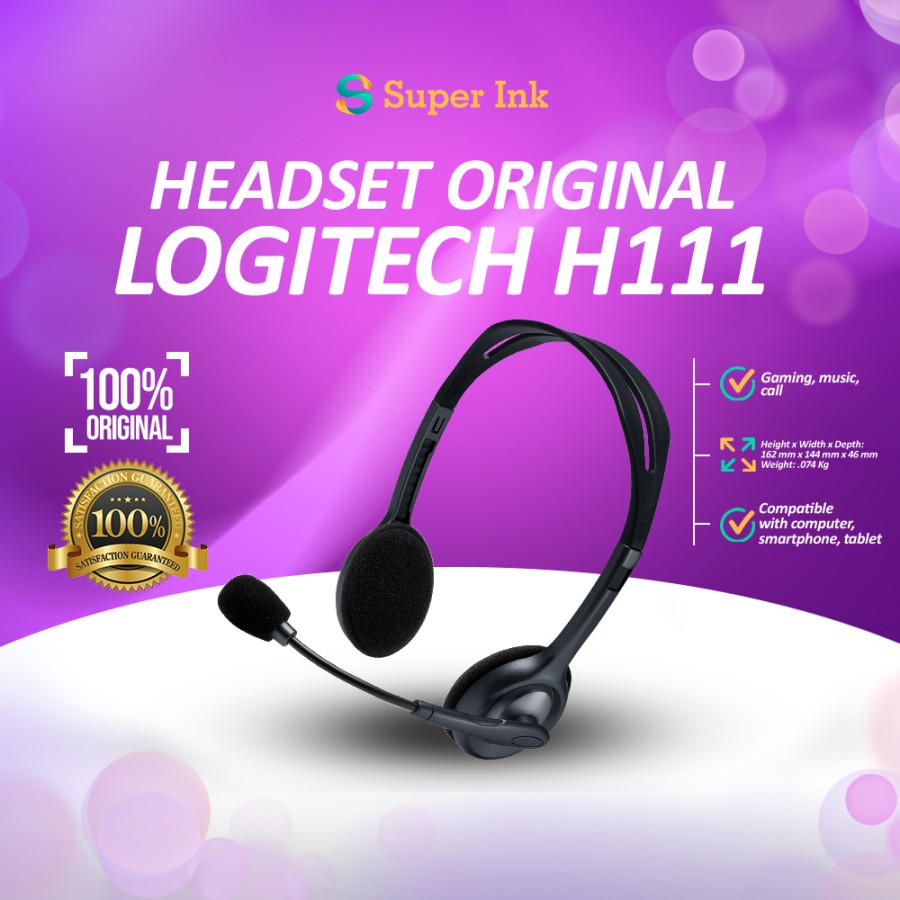 Super Ink
HEADSET ORIGINAL
LOGITECH H111
100%
ORIGINAL
SATISFACTION GUARANTEED
100%
SATISFACTION GUARANTEED
Gaming, music,
call
Height x Width x Depth:
162 mm x 144 mm x 46 mm
Weight: .074 Kg
Compatible
with computer,
smartphone, tablet